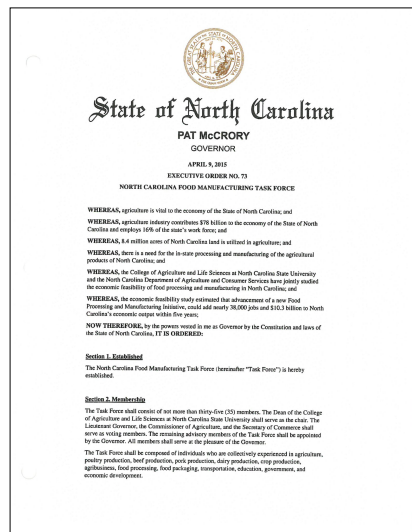 THE GREAT SEAL OF THE STATE OF NORTH CAROLINA
State of North Carolina
PAT McCRORY
GOVERNOR
APRIL 9, 2015
EXECUTIVE ORDER NO. 73
NORTH CAROLINA FOOD MANUFACTURING TASK FORCE
WHEREAS, agriculture is vital to the economy of the State of North Carolina; and
WHEREAS, agriculture industry contributes $78 billion to the economy of the State of North
Carolina and employs 16% of the state's work force; and
WHEREAS, 8.4 million acres of North Carolina land is utilized in agriculture; and
WHEREAS, there is a need for the in-state processing and manufacturing of the agricultural
products of North Carolina; and
WHEREAS, the College of Agriculture and Life Sciences at North Carolina State University
and the North Carolina Department of Agriculture and Consumer Services have jointly studied
the economic feasibility of food processing and manufacturing in North Carolina; and
WHEREAS, the economic feasibility study estimated that advancement of a new Food
Processing and Manufacturing Initiative, could add nearly 38,000 jobs and $10.3 billion to North
Carolina's economic output within five years;
NOW THEREFORE, by the powers vested in me as Governor by the Constitution and laws of
the State of North Carolina, IT IS ORDERED:
Section 1. Established
The North Carolina Food Manufacturing Task Force (hereinafter "Task Force") is hereby
established.
Section 2. Membership
The Task Force shall consist of not more than thirty-five (35) members. The Dean of the College
of Agriculture and Life Sciences at North Carolina State University shall serve as the chair. The
Lieutenant Governor, the Commissioner of Agriculture, and the Secretary of Commerce shall
serve as voting members. The remaining advisory members of the Task Force shall be appointed
by the Governor. All members shall serve at the pleasure of the Governor.
The Task Force shall be composed of individuals who are collectively experienced in agriculture,
poultry production, beef production, pork production, dairy production, crop production,
agribusiness, food processing, food packaging, transportation, education, government, and
economic development.